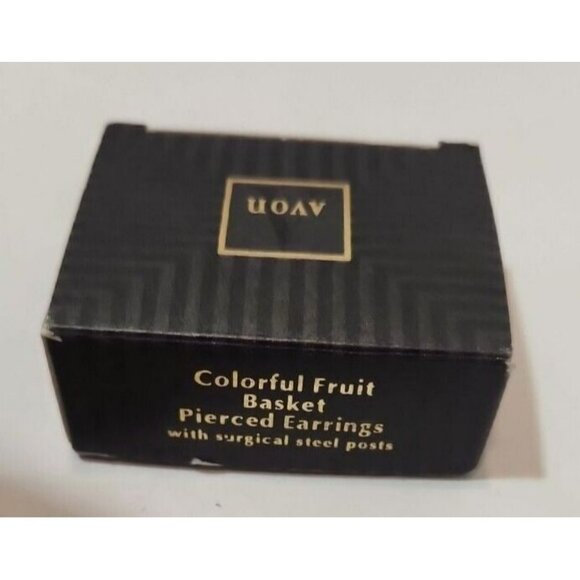 AVON
Colorful Fruit
Basket
Pierced Earrings
with surgical steel posts